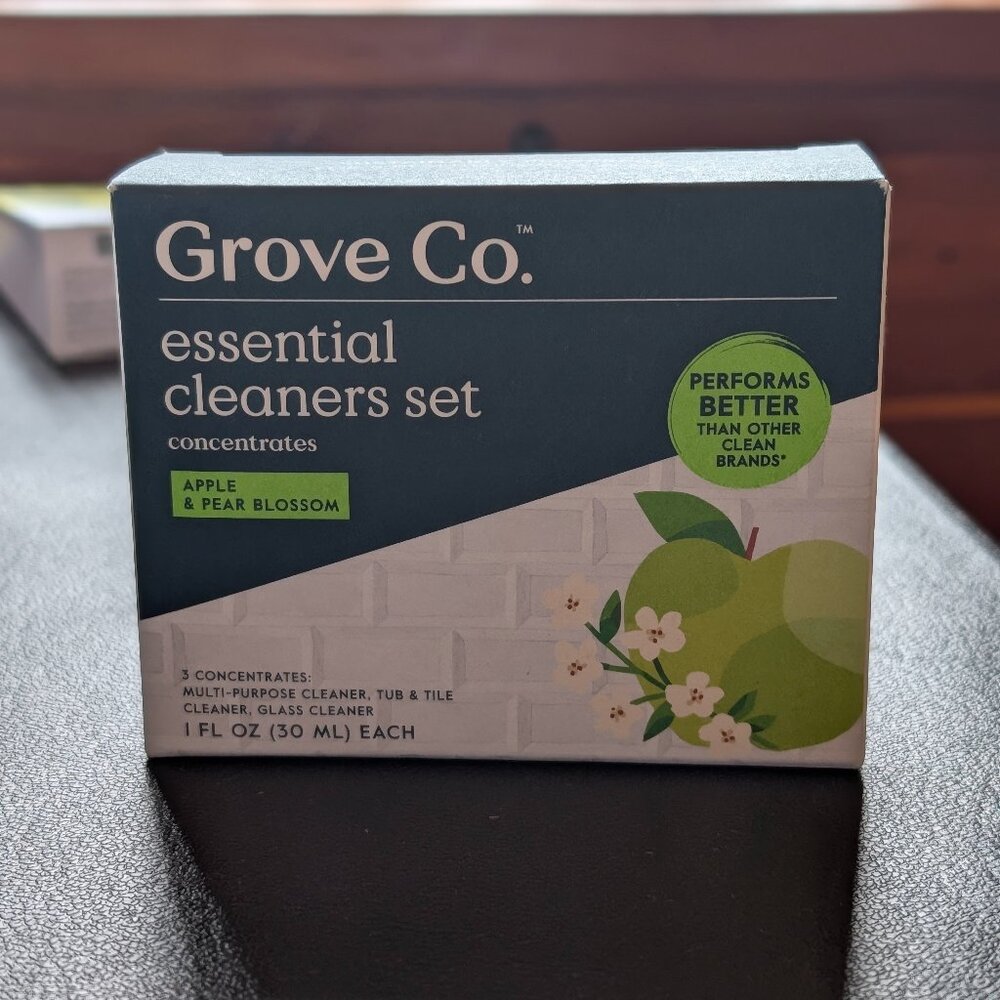 Grove Co.™
essential
cleaners set
concentrates
APPLE
& PEAR BLOSSOM
PERFORMS
BETTER
THAN OTHER
CLEAN
BRANDS*
3 CONCENTRATES:
MULTI-PURPOSE CLEANER, TUB & TILE
CLEANER, GLASS CLEANER
1 FL OZ (30 ML) EACH